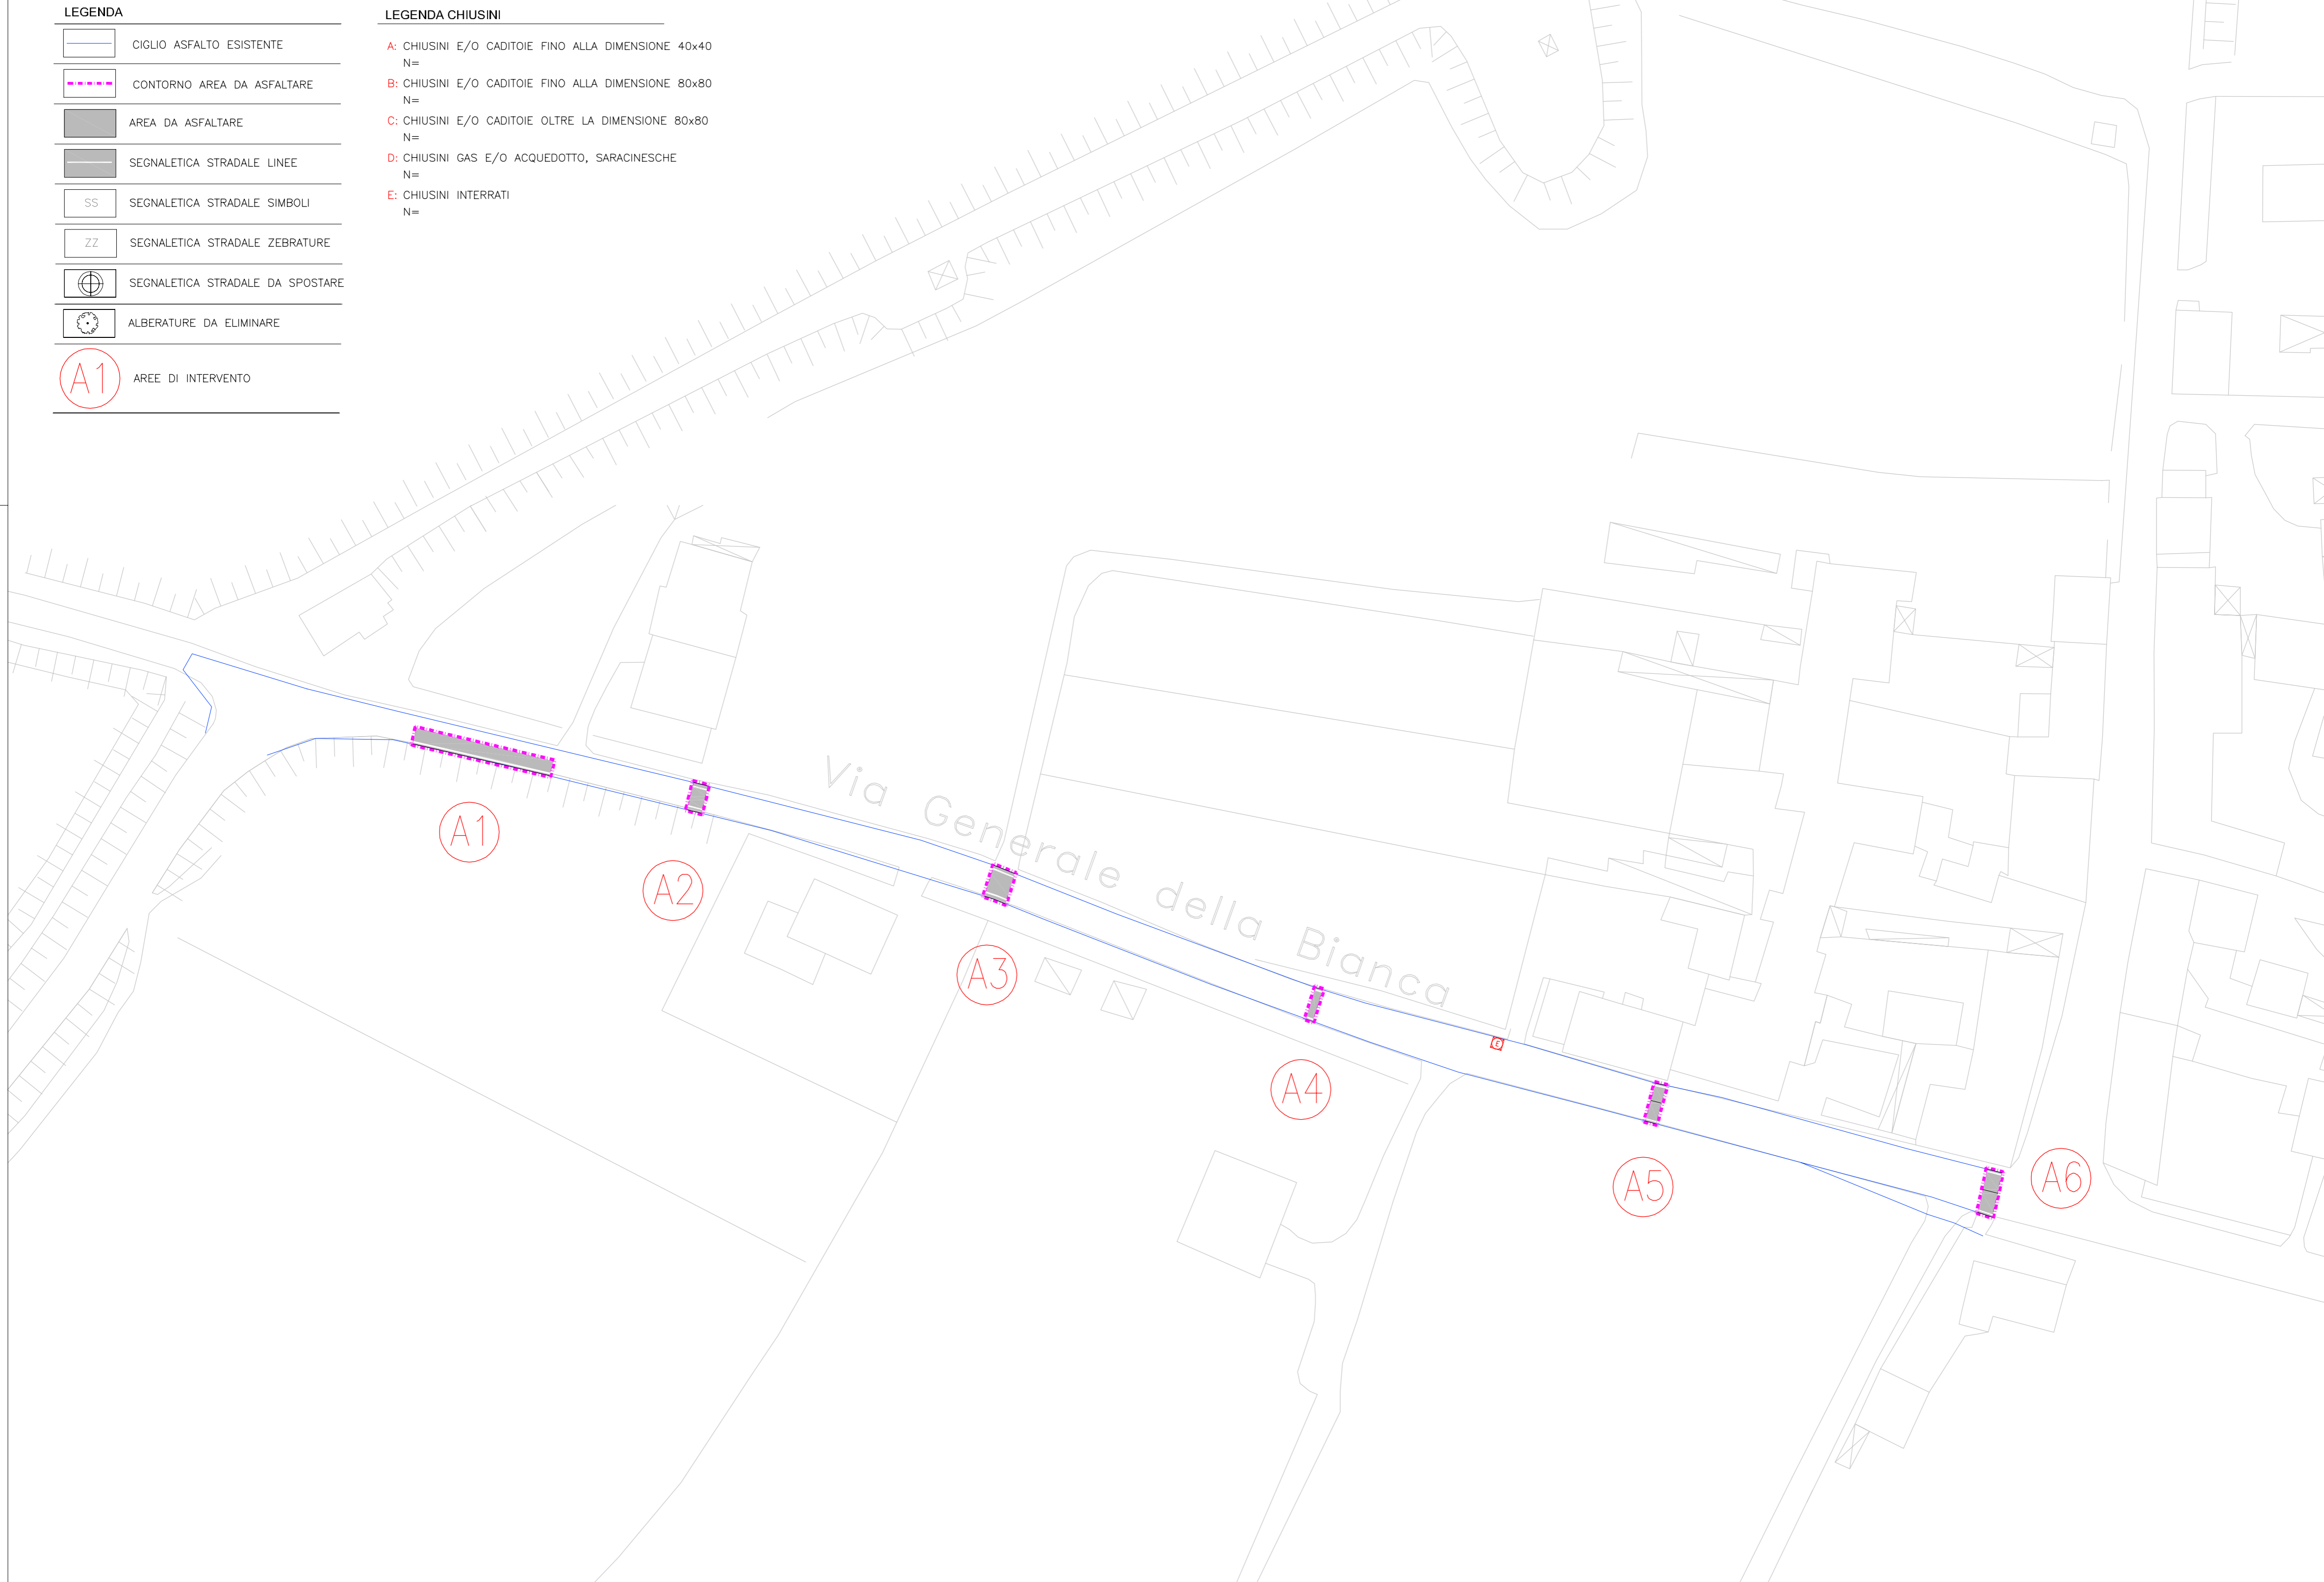 LEGENDA
CIGLIO ASFALTO ESISTENTE
CONTORNO AREA DA ASFALTARE
AREA DA ASFALTARE
SEGNALETICA STRADALE LINEE
SS SEGNALETICA STRADALE SIMBOLI
ZZ SEGNALETICA STRADALE ZEBRATURE
SEGNALETICA STRADALE DA SPOSTARE
ALBERATURE DA ELIMINARE
A1 AREE DI INTERVENTO
LEGENDA CHIUSINI
A: CHIUSINI E/O CADITOIE FINO ALLA DIMENSIONE 40x40
N=
B: CHIUSINI E/O CADITOIE FINO ALLA DIMENSIONE 80x80
N=
C: CHIUSINI E/O CADITOIE OLTRE LA DIMENSIONE 80x80
N=
D: CHIUSINI GAS E/O ACQUEDOTTO, SARACINESCHE
N=
E: CHIUSINI INTERRATI
N=
Via Generale della Bianca
A1
A2
A3
A4
E
A5
A6